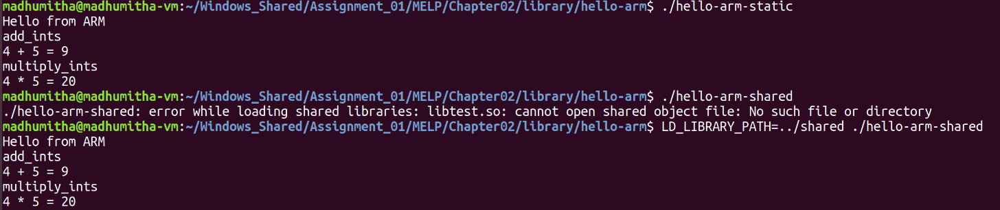 madhumitha@madhumitha-vm:~/Windows_Shared/Assignment_01/MELP/Chapter02/library/hello-arm$ ./hello-arm-static
Hello from ARM
add_ints
4 + 5 = 9
multiply_ints
4 * 5 = 20
madhumitha@madhumitha-vm:~/Windows_Shared/Assignment_01/MELP/Chapter02/library/hello-arm$ ./hello-arm-shared
./hello-arm-shared: error while loading shared libraries: libtest.so: cannot open shared object file: No such file or directory
madhumitha@madhumitha-vm:~/Windows_Shared/Assignment_01/MELP/Chapter02/library/hello-arm$ LD_LIBRARY_PATH=../shared ./hello-arm-shared
Hello from ARM
add_ints
4 + 5 = 9
multiply_ints
4 * 5 = 20